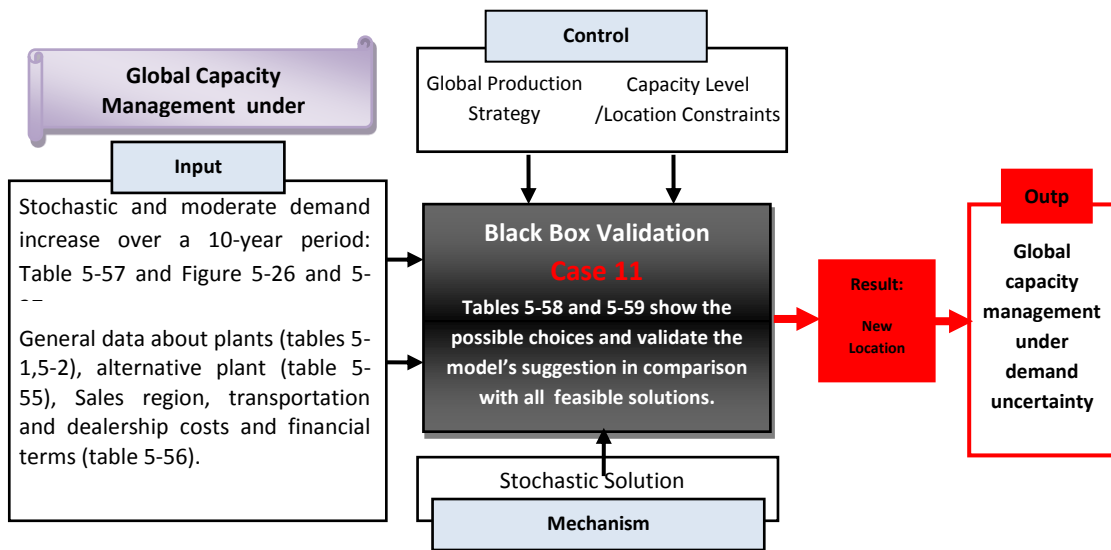 Global Capacity
Management under
Control
Global Production
Strategy
Capacity Level
/Location Constraints
Input
Stochastic and moderate demand
increase over a 10-year period:
Table 5-57 and Figure 5-26 and 5-
General data about plants (tables 5-
1,5-2), alternative plant (table 5-
55), Sales region, transportation
and dealership costs and financial
terms (table 5-56).
Black Box Validation
Case 11
Tables 5-58 and 5-59 show the
possible choices and validate the
model's suggestion in comparison
with all feasible solutions.
Result:
New
Location
Outp
Global
capacity
management
under
demand
uncertainty
Stochastic Solution
Mechanism